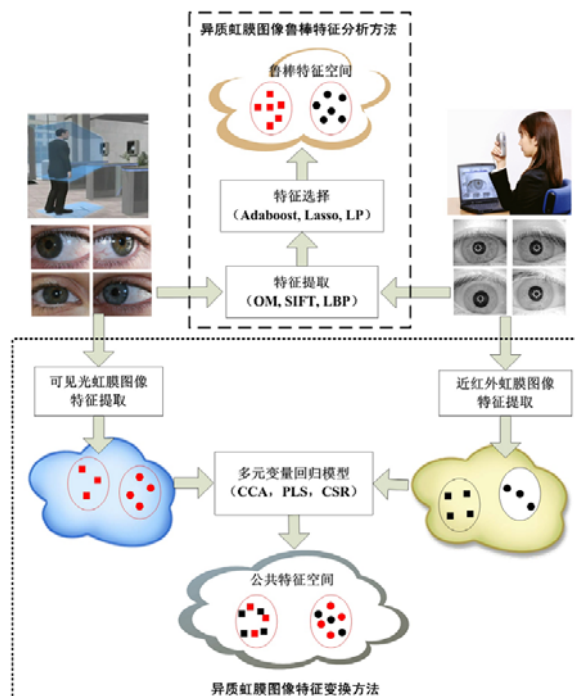 异质虹膜图像鲁棒特征分析方法
鲁棒特征空间
特征选择
（Adaboost, Lasso, LP）
特征提取
（OM, SIFT, LBP）
可见光虹膜图像
特征提取
近红外虹膜图像
特征提取
多元变量回归模型
（CCA，PLS，CSR）
公共特征空间
异质虹膜图像特征变换方法